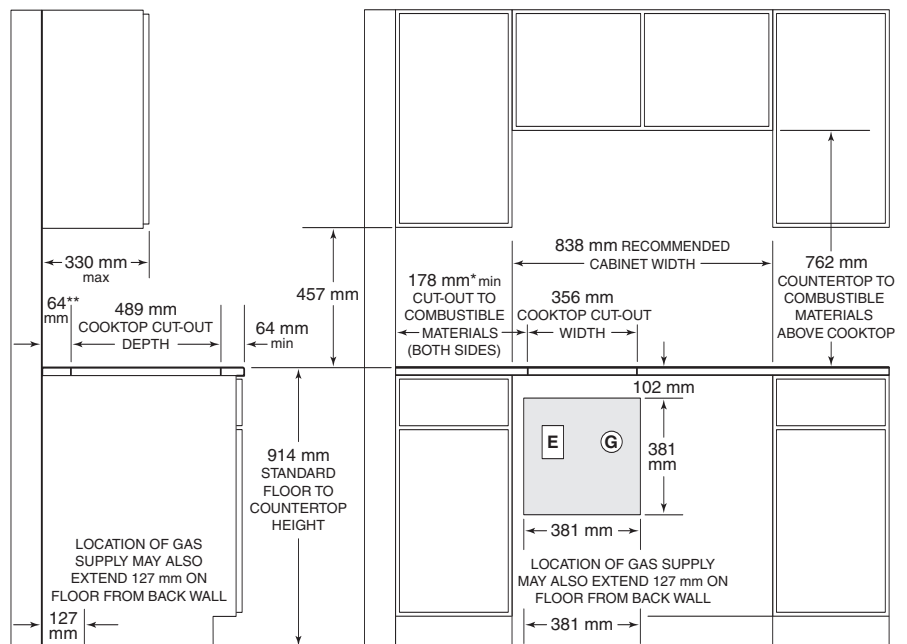 330 mm
max
64**
mm
489 mm
COOKTOP CUT-OUT
DEPTH
64 mm
min
457 mm
914 mm
STANDARD
FLOOR TO
COUNTERTOP
HEIGHT
LOCATION OF GAS
SUPPLY MAY ALSO
EXTEND 127 mm ON
FLOOR FROM BACK WALL
127
mm
838 mm RECOMMENDED
CABINET WIDTH
178 mm* min
CUT-OUT TO
COMBUSTIBLE
MATERIALS
(BOTH SIDES)
356 mm
COOKTOP CUT-OUT
WIDTH
762 mm
COUNTERTOP TO
COMBUSTIBLE
MATERIALS
ABOVE COOKTOP
102 mm
E
G
381
mm
381 mm
LOCATION OF GAS SUPPLY
MAY ALSO EXTEND 127 mm ON
FLOOR FROM BACK WALL
381 mm